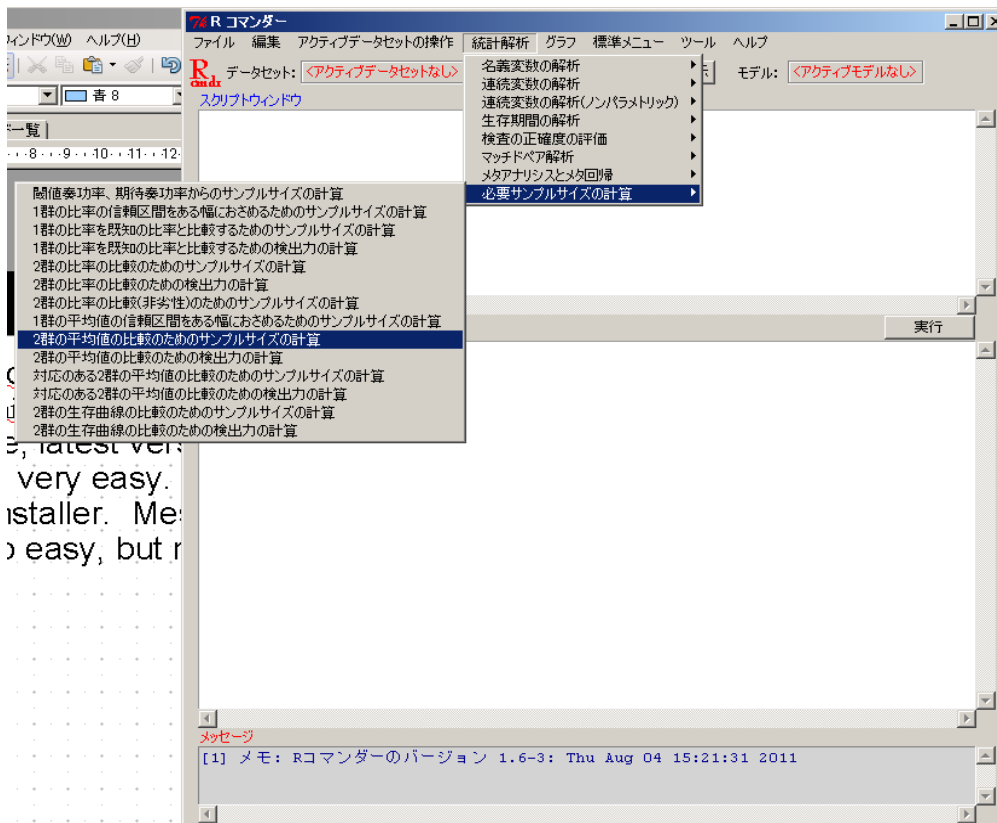 R コマンダー
ウィンドウ(W) ヘルプ(H)
ファイル 編集 アクティブデータセットの操作 統計解析 グラフ 標準メニュー ツール ヘルプ
Rcmdr データセット: <アクティブデータセットなし> モデル: <アクティブモデルなし>
青 8
スクリプトウィンドウ
一覧
8 9 10 11 12
名義変数の解析
連続変数の解析
連続変数の解析(ノンパラメトリック)
生存期間の解析
検査の正確度の評価
マッチドペア解析
メタアナリシスとメタ回帰
必要サンプルサイズの計算
閾値奏功率、期待奏功率からのサンプルサイズの計算
1群の比率の信頼区間をある幅におさめるためのサンプルサイズの計算
1群の比率を既知の比率と比較するためのサンプルサイズの計算
1群の比率を既知の比率と比較するための検出力の計算
2群の比率の比較のためのサンプルサイズの計算
2群の比率の比較のための検出力の計算
2群の比率の比較(非劣性)のためのサンプルサイズの計算
1群の平均値の信頼区間をある幅におさめるためのサンプルサイズの計算
2群の平均値の比較のためのサンプルサイズの計算
2群の平均値の比較のための検出力の計算
対応のある2群の平均値の比較のためのサンプルサイズの計算
対応のある2群の平均値の比較のための検出力の計算
2群の生存曲線の比較のためのサンプルサイズの計算
2群の生存曲線の比較のための検出力の計算
実行
e, latest vers
very easy.
nstaller. Mes
o easy, but r
メッセージ
[1] メモ: Rコマンダーのバージョン 1.6-3: Thu Aug 04 15:21:31 2011